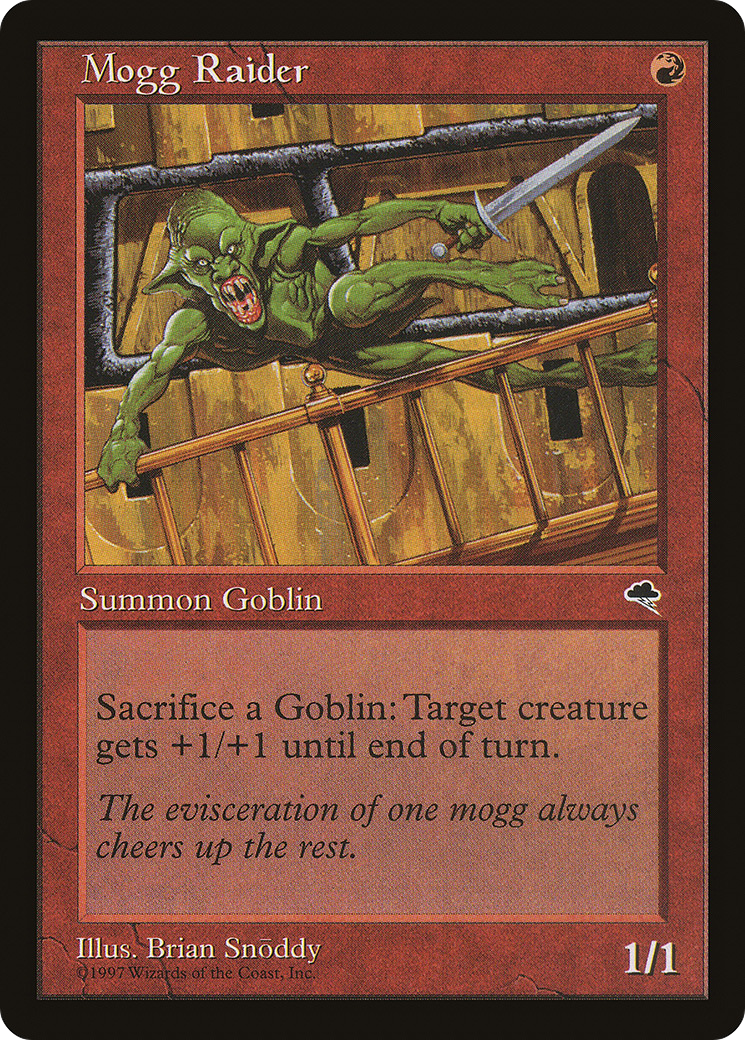 Mogg Raider
Summon Goblin
Sacrifice a Goblin: Target creature
gets +1/+1 until end of turn.
The evisceration of one mogg always
cheers up the rest.
Illus. Brian Snōddy
©1997 Wizards of the Coast, Inc.
1/1